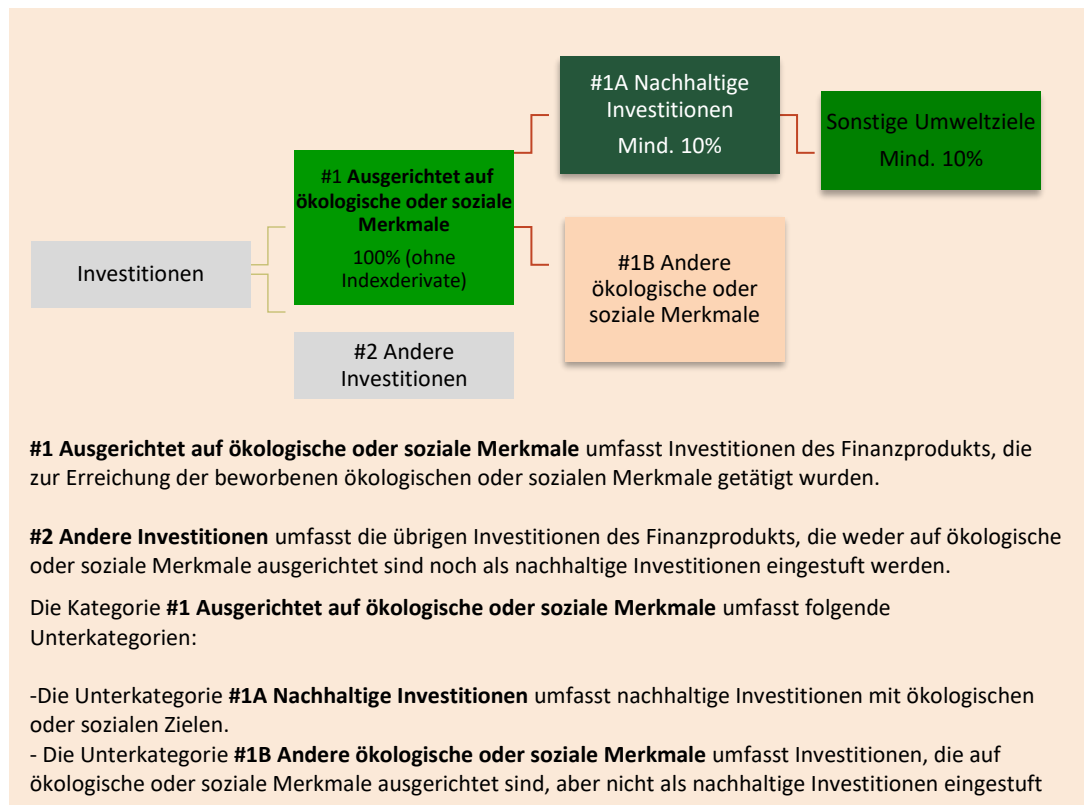 #1A Nachhaltige
Investitionen
Mind. 10%
Sonstige Umweltziele
Mind. 10%
#1 Ausgerichtet auf
ökologische oder soziale
Merkmale
100% (ohne
Indexderivate)
Investitionen
#1B Andere
ökologische oder
soziale Merkmale
#2 Andere
Investitionen
#1 Ausgerichtet auf ökologische oder soziale Merkmale umfasst Investitionen des Finanzprodukts, die
zur Erreichung der beworbenen ökologischen oder sozialen Merkmale getätigt wurden.
#2 Andere Investitionen umfasst die übrigen Investitionen des Finanzprodukts, die weder auf ökologische
oder soziale Merkmale ausgerichtet sind noch als nachhaltige Investitionen eingestuft werden.
Die Kategorie #1 Ausgerichtet auf ökologische oder soziale Merkmale umfasst folgende
Unterkategorien:
-Die Unterkategorie #1A Nachhaltige Investitionen umfasst nachhaltige Investitionen mit ökologischen
oder sozialen Zielen.
- Die Unterkategorie #1B Andere ökologische oder soziale Merkmale umfasst Investitionen, die auf
ökologische oder soziale Merkmale ausgerichtet sind, aber nicht als nachhaltige Investitionen eingestuft